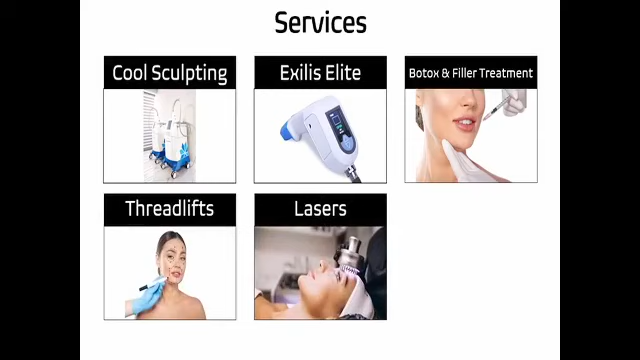 Services
Cool Sculpting
Exilis Elite
Botox & Filler Treatment
Threadlifts
Lasers